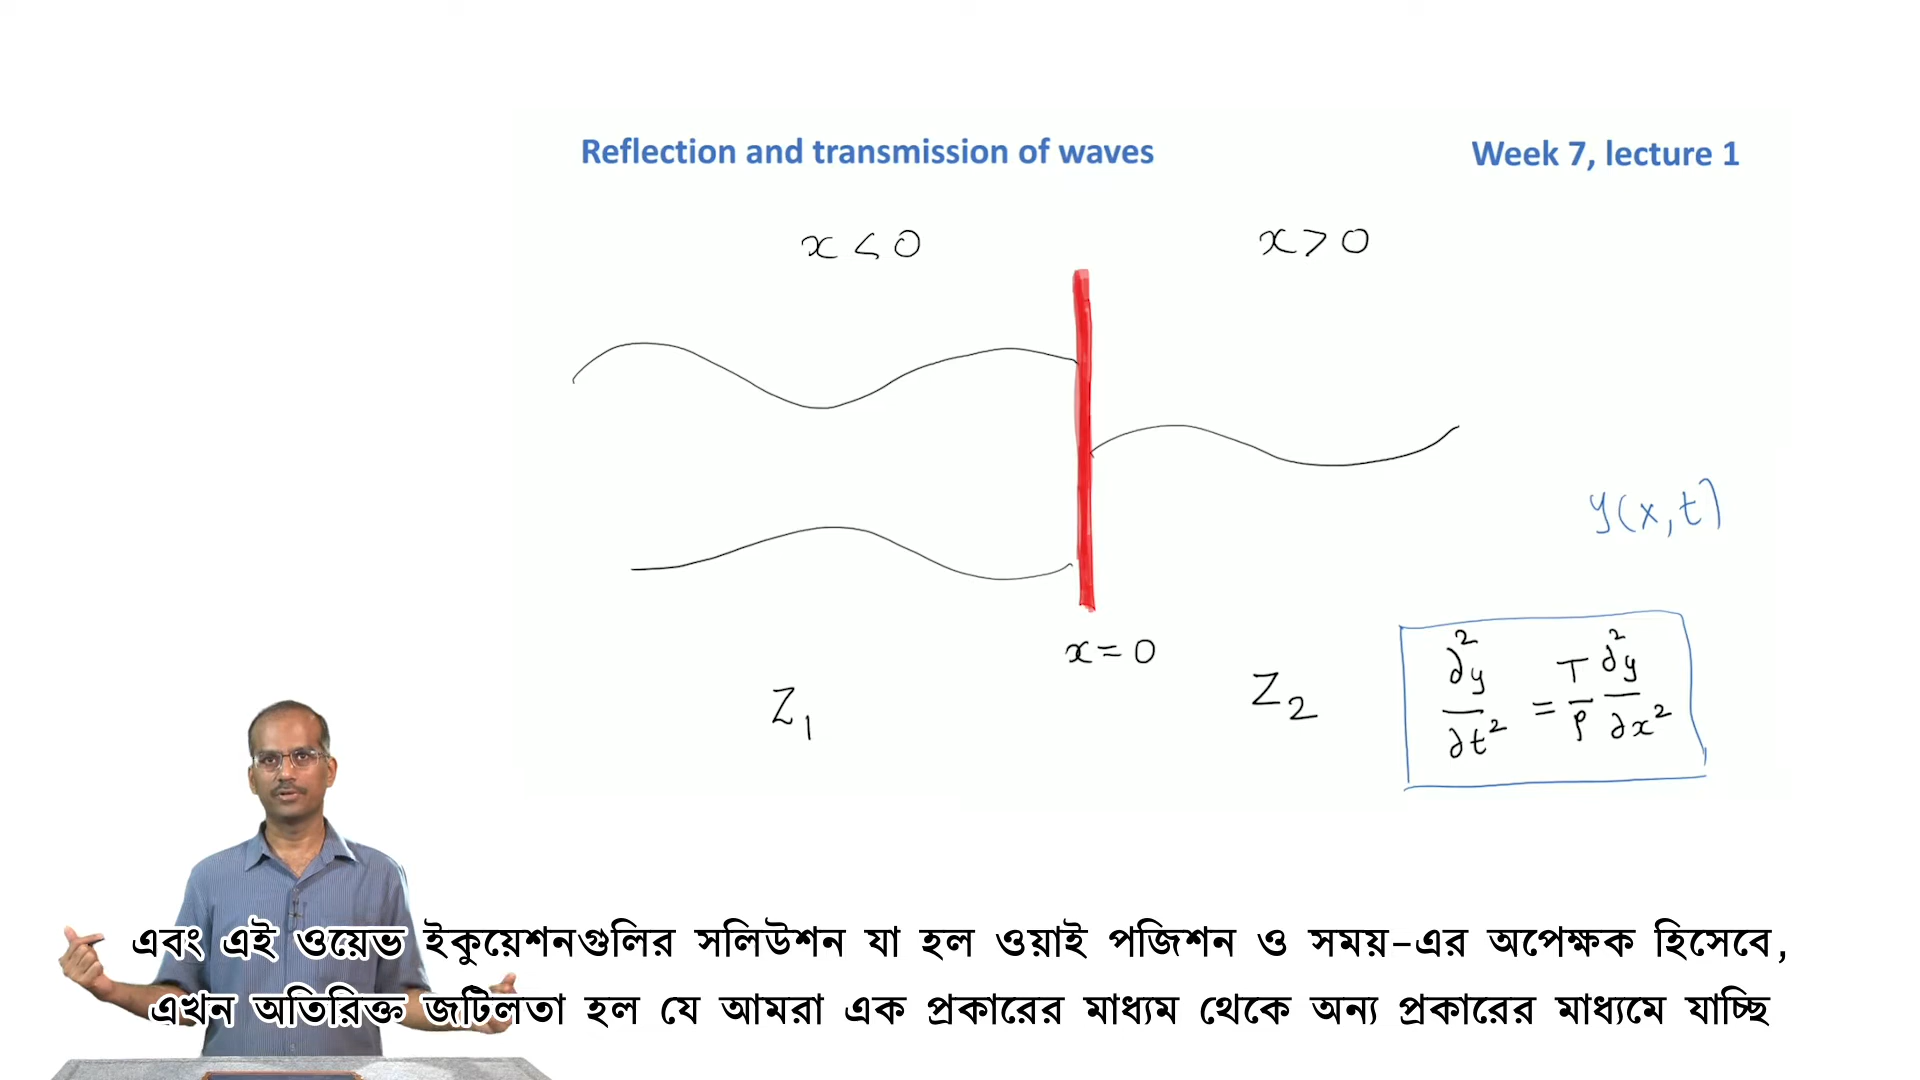 Reflection and transmission of waves
Week 7, lecture 1
x < 0
x > 0
y(x,t)
x = 0
Z₁
Z₂
∂²y/∂t² = T/ρ ∂²y/∂x²
এবং এই ওয়েভ ইকুয়েশনগুলির সলিউশন যা হল ওয়াই পজিশন ও সময়-এর অপেক্ষক হিসেবে,
এখন অতিরিক্ত জটিলতা হল যে আমরা এক প্রকারের মাধ্যম থেকে অন্য প্রকারের মাধ্যমে যাচ্ছি